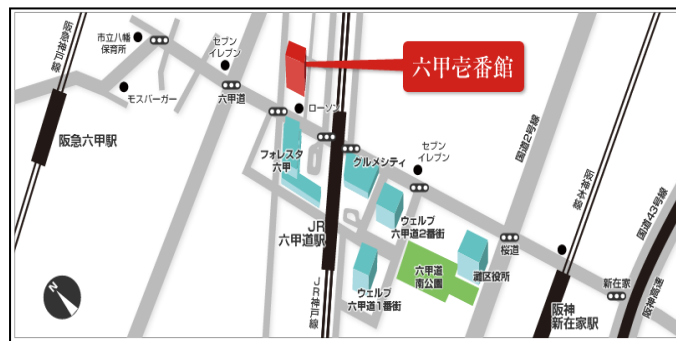 阪急神戸線
市立八幡
保育所
セブン
イレブン
モスバーガー
六甲道
阪急六甲駅
六甲壱番館
ローソン
フォレスタ
六甲
グルメシティ
セブン
イレブン
国道2号線
阪神本線
国道43号線
JR
六甲道駅
ウェルブ
六甲道2番街
桜道
六甲道
南公園
灘区役所
新在家
阪神高速
ウェルブ
六甲道1番街
JR神戸線
阪神
新在家駅
N